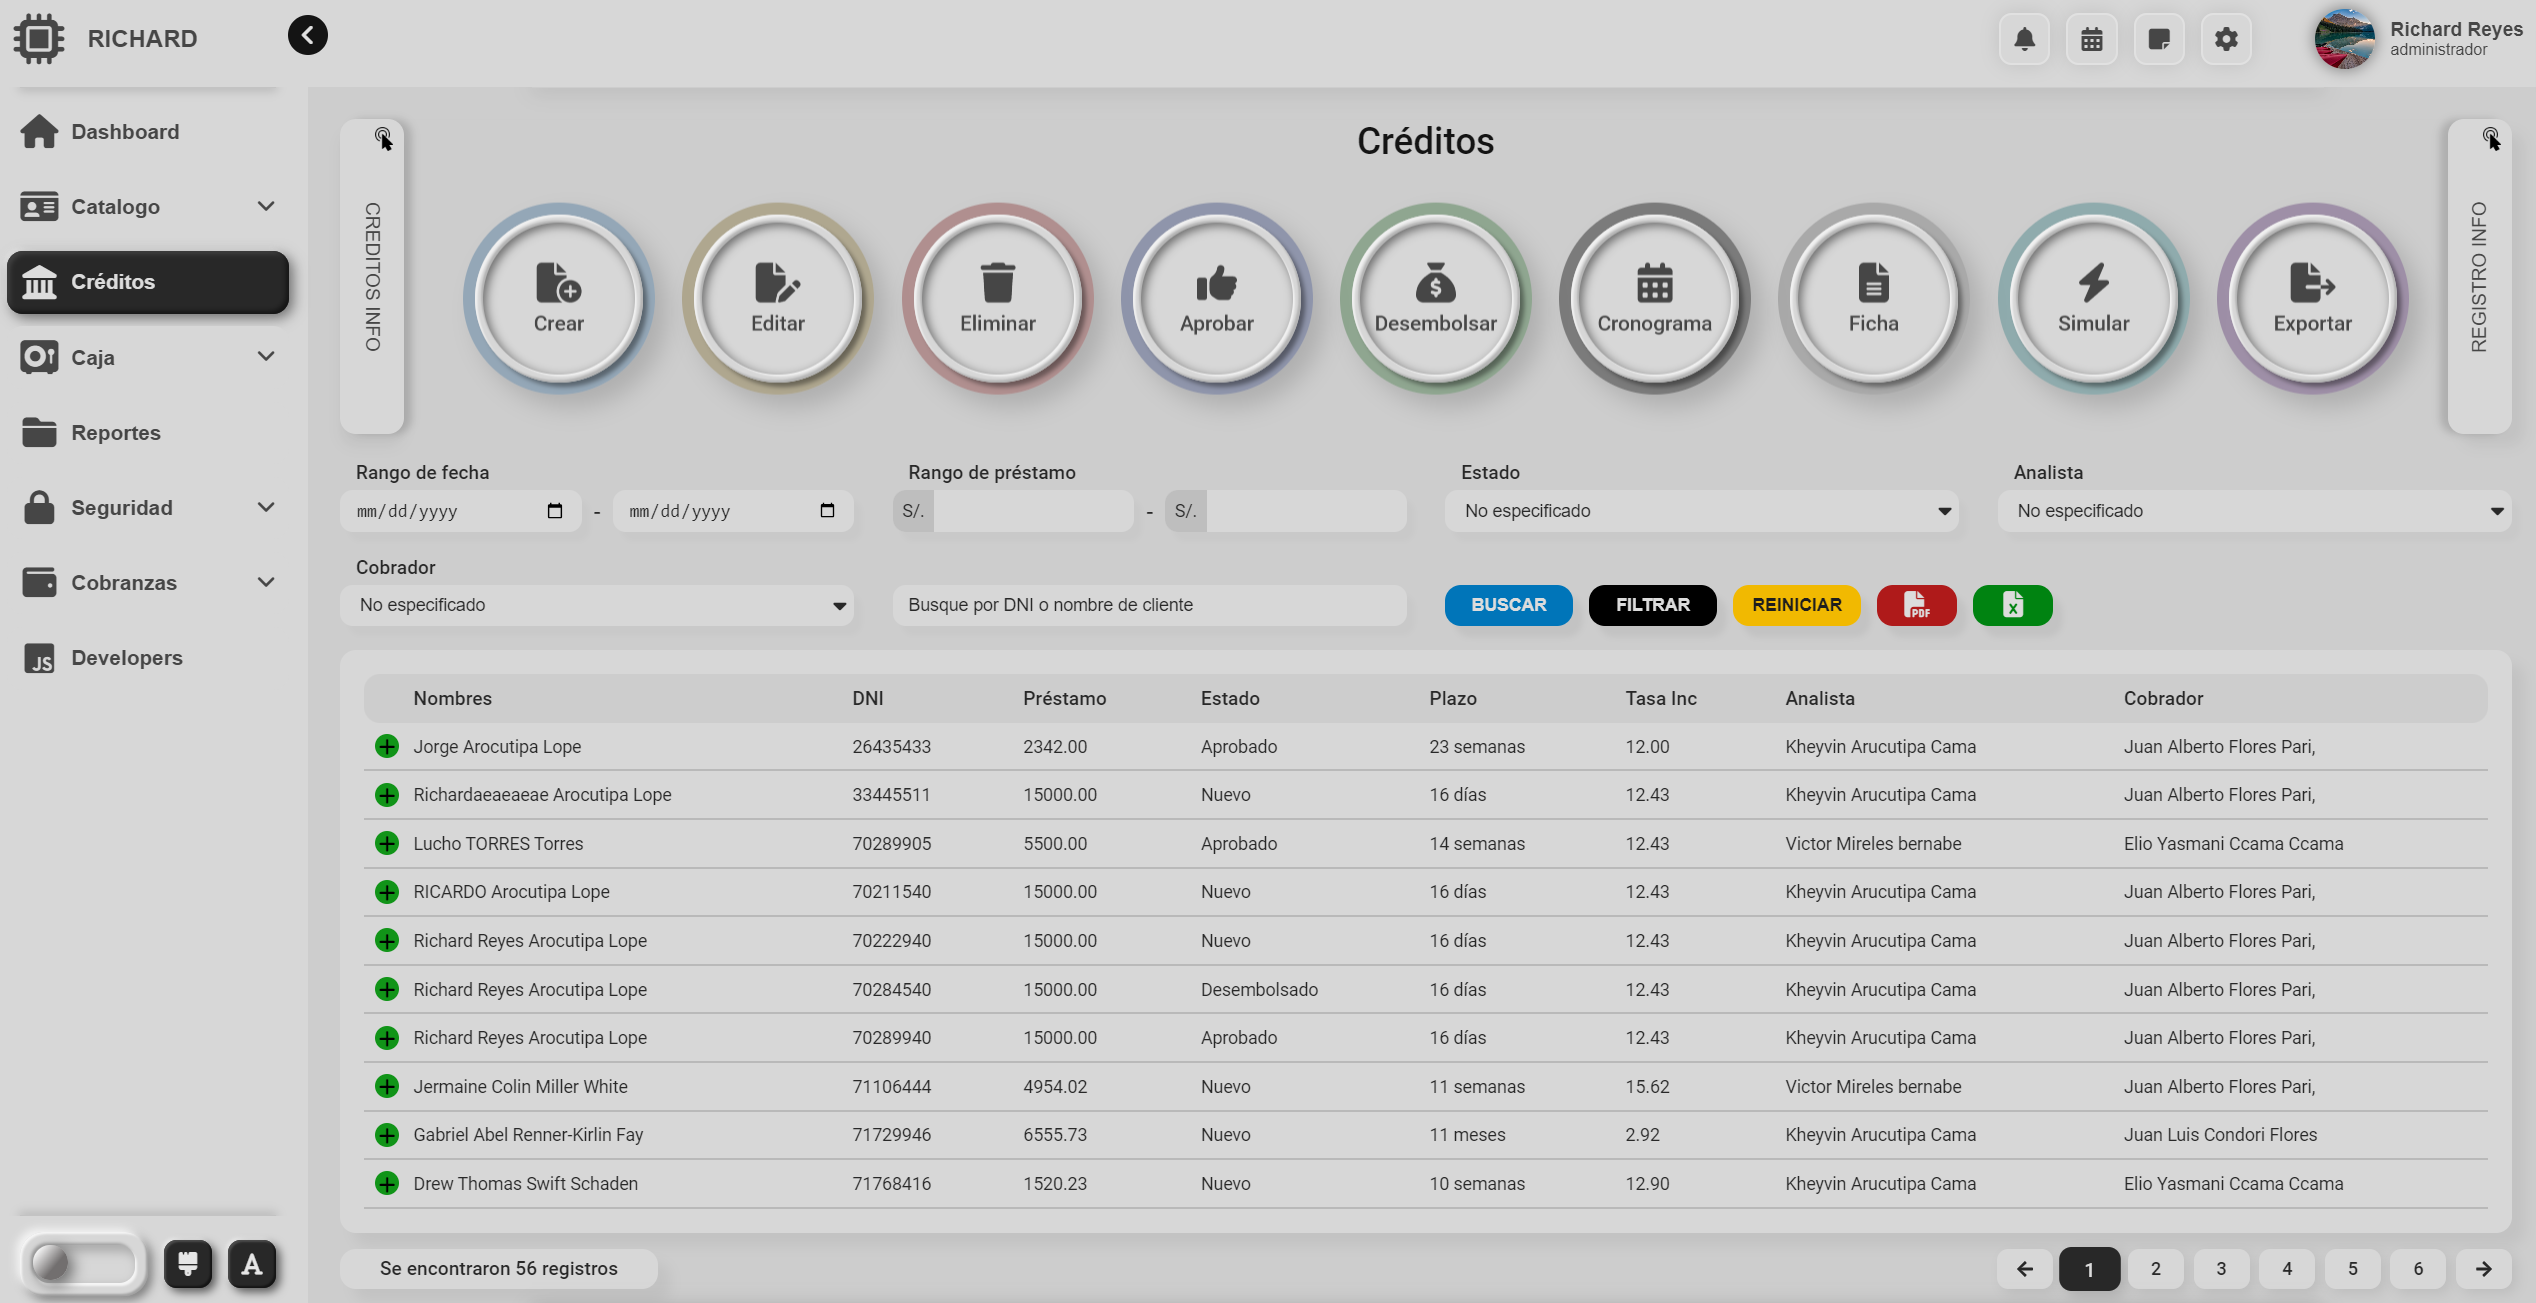 RICHARD
Richard Reyes
administrador
Dashboard
Catalogo
Créditos
Caja
Reportes
Seguridad
Cobranzas
JS Developers
A
Créditos
CREDITOS INFO
Crear
Editar
Eliminar
Aprobar
$ Desembolsar
Cronograma
Ficha
Simular
Exportar
REGISTRO INFO
Rango de fecha Rango de préstamo Estado Analista
mm/dd/yyyy - mm/dd/yyyy S/. - S/. No especificado No especificado
Cobrador
No especificado Busque por DNI o nombre de cliente BUSCAR FILTRAR REINICIAR PDF X
Nombres DNI Préstamo Estado Plazo Tasa Inc Analista Cobrador
Jorge Arocutipa Lope 26435433 2342.00 Aprobado 23 semanas 12.00 Kheyvin Arucutipa Cama Juan Alberto Flores Pari,
Richardaeaeaeae Arocutipa Lope 33445511 15000.00 Nuevo 16 días 12.43 Kheyvin Arucutipa Cama Juan Alberto Flores Pari,
Lucho TORRES Torres 70289905 5500.00 Aprobado 14 semanas 12.43 Victor Mireles bernabe Elio Yasmani Ccama Ccama
RICARDO Arocutipa Lope 70211540 15000.00 Nuevo 16 días 12.43 Kheyvin Arucutipa Cama Juan Alberto Flores Pari,
Richard Reyes Arocutipa Lope 70222940 15000.00 Nuevo 16 días 12.43 Kheyvin Arucutipa Cama Juan Alberto Flores Pari,
Richard Reyes Arocutipa Lope 70284540 15000.00 Desembolsado 16 días 12.43 Kheyvin Arucutipa Cama Juan Alberto Flores Pari,
Richard Reyes Arocutipa Lope 70289940 15000.00 Aprobado 16 días 12.43 Kheyvin Arucutipa Cama Juan Alberto Flores Pari,
Jermaine Colin Miller White 71106444 4954.02 Nuevo 11 semanas 15.62 Victor Mireles bernabe Juan Alberto Flores Pari,
Gabriel Abel Renner-Kirlin Fay 71729946 6555.73 Nuevo 11 meses 2.92 Kheyvin Arucutipa Cama Juan Luis Condori Flores
Drew Thomas Swift Schaden 71768416 1520.23 Nuevo 10 semanas 12.90 Kheyvin Arucutipa Cama Elio Yasmani Ccama Ccama
Se encontraron 56 registros 1 2 3 4 5 6